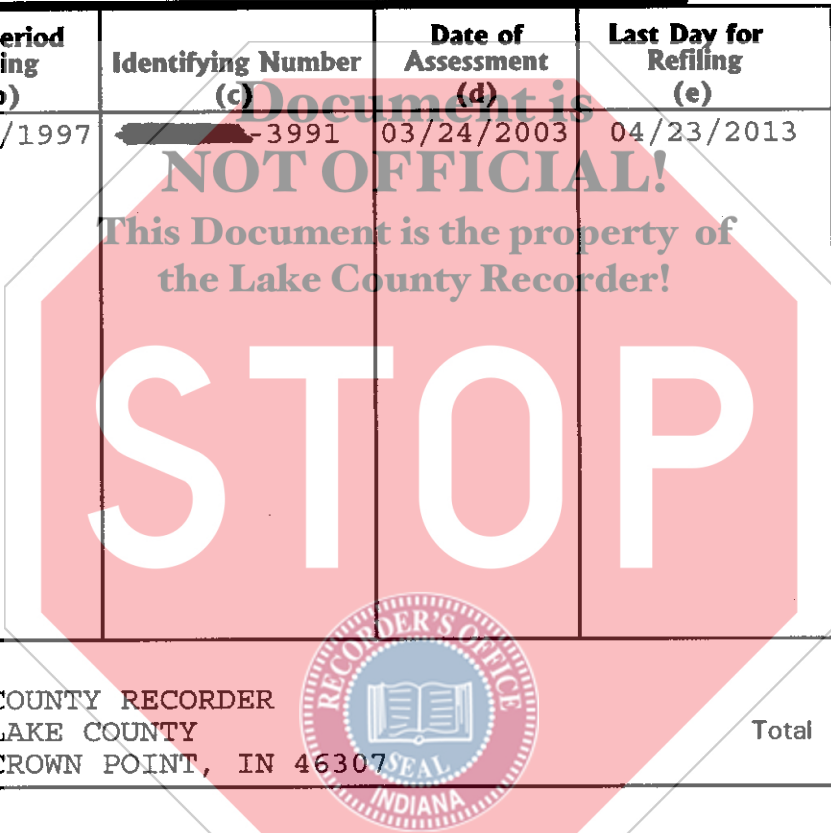 eriod
ing
Identifying Number
(c)
Date of
Assessment
(d)
Last Day for
Refiling
(e)
/1997
-3991
03/24/2003
04/23/2013
Document is
NOT OFFICIAL!
This Document is the property of
the Lake County Recorder!
STOP
COUNTY RECORDER
LAKE COUNTY
CROWN POINT, IN 46307
Total
RECORDER'S OFFICE
SEAL
INDIANA